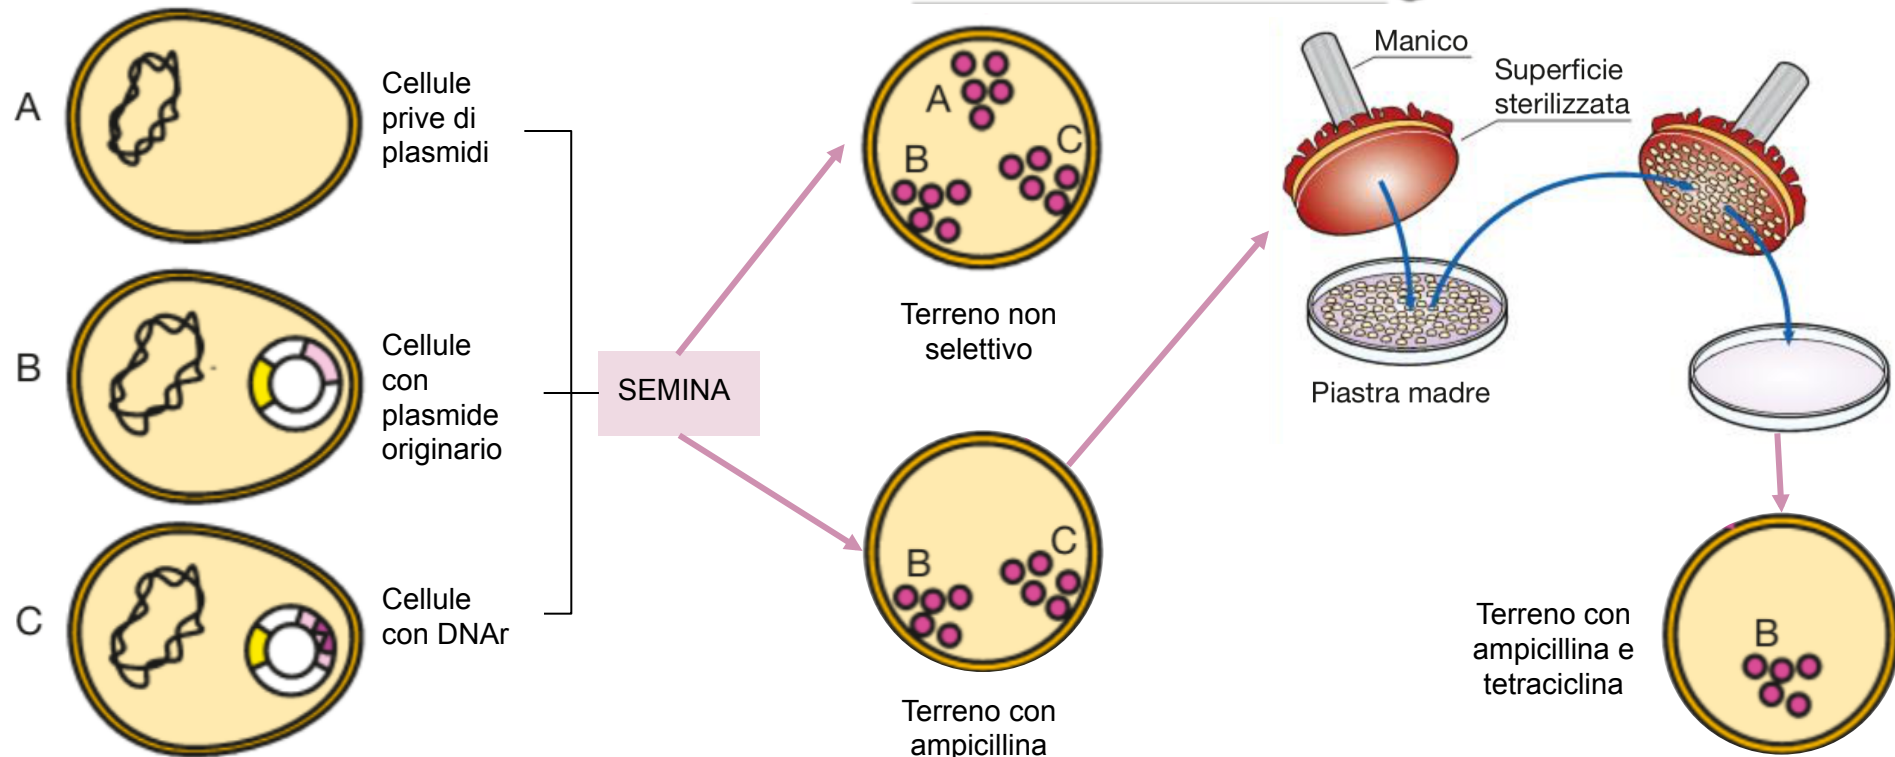 A
Cellule
prive di
plasmidi
B
Cellule
con
plasmide
originario
C
Cellule
con DNAr
SEMINA
A
B
C
Terreno non
selettivo
B
C
Terreno con
ampicillina
Manico
Superficie
sterilizzata
Piastra madre
Terreno con
ampicillina e
tetraciclina
B